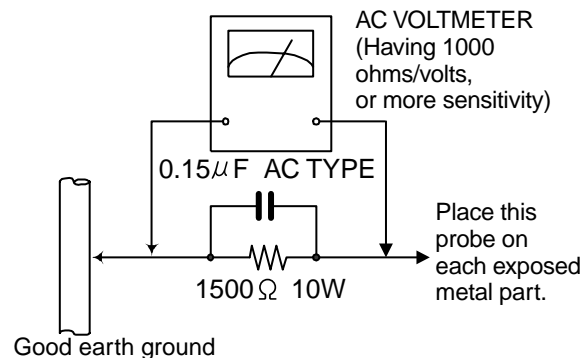 AC VOLTMETER
(Having 1000
ohms/volts,
or more sensitivity)
0.15μF AC TYPE
Place this
probe on
each exposed
metal part.
1500Ω 10W
Good earth ground